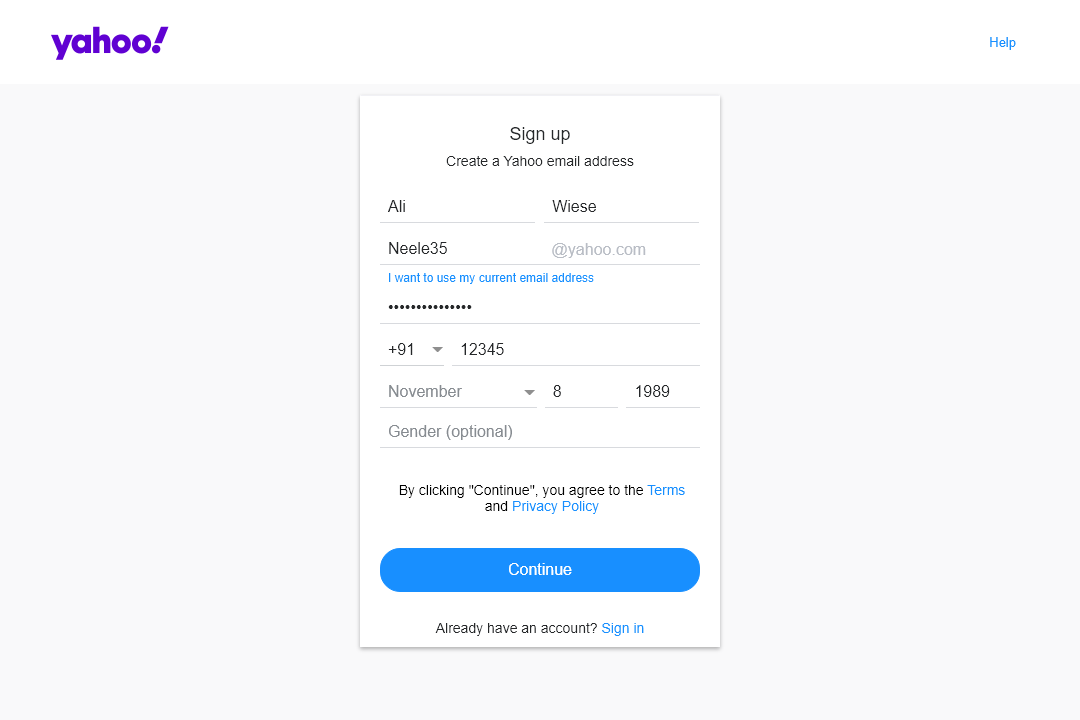 yahoo!
Help
Sign up
Create a Yahoo email address
Ali Wiese
Neele35 @yahoo.com
I want to use my current email address
•••••••••••••••
+91 12345
November 8 1989
Gender (optional)
By clicking "Continue", you agree to the Terms
and Privacy Policy
Continue
Already have an account? Sign in